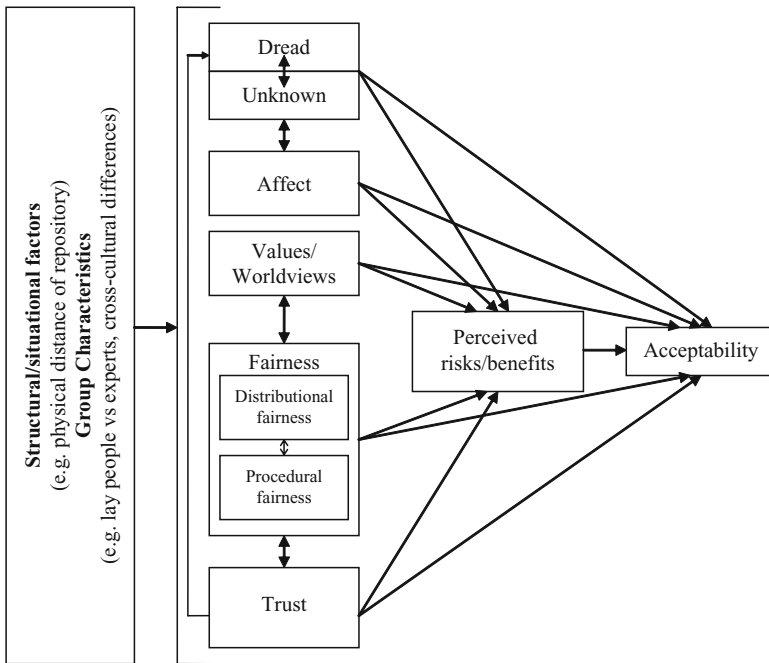 Structural/situational factors
(e.g. physical distance of repository)
Group Characteristics
(e.g. lay people vs experts, cross-cultural differences)
Dread
Unknown
Affect
Values/
Worldviews
Fairness
Distributional
fairness
Procedural
fairness
Trust
Perceived
risks/benefits
Acceptability